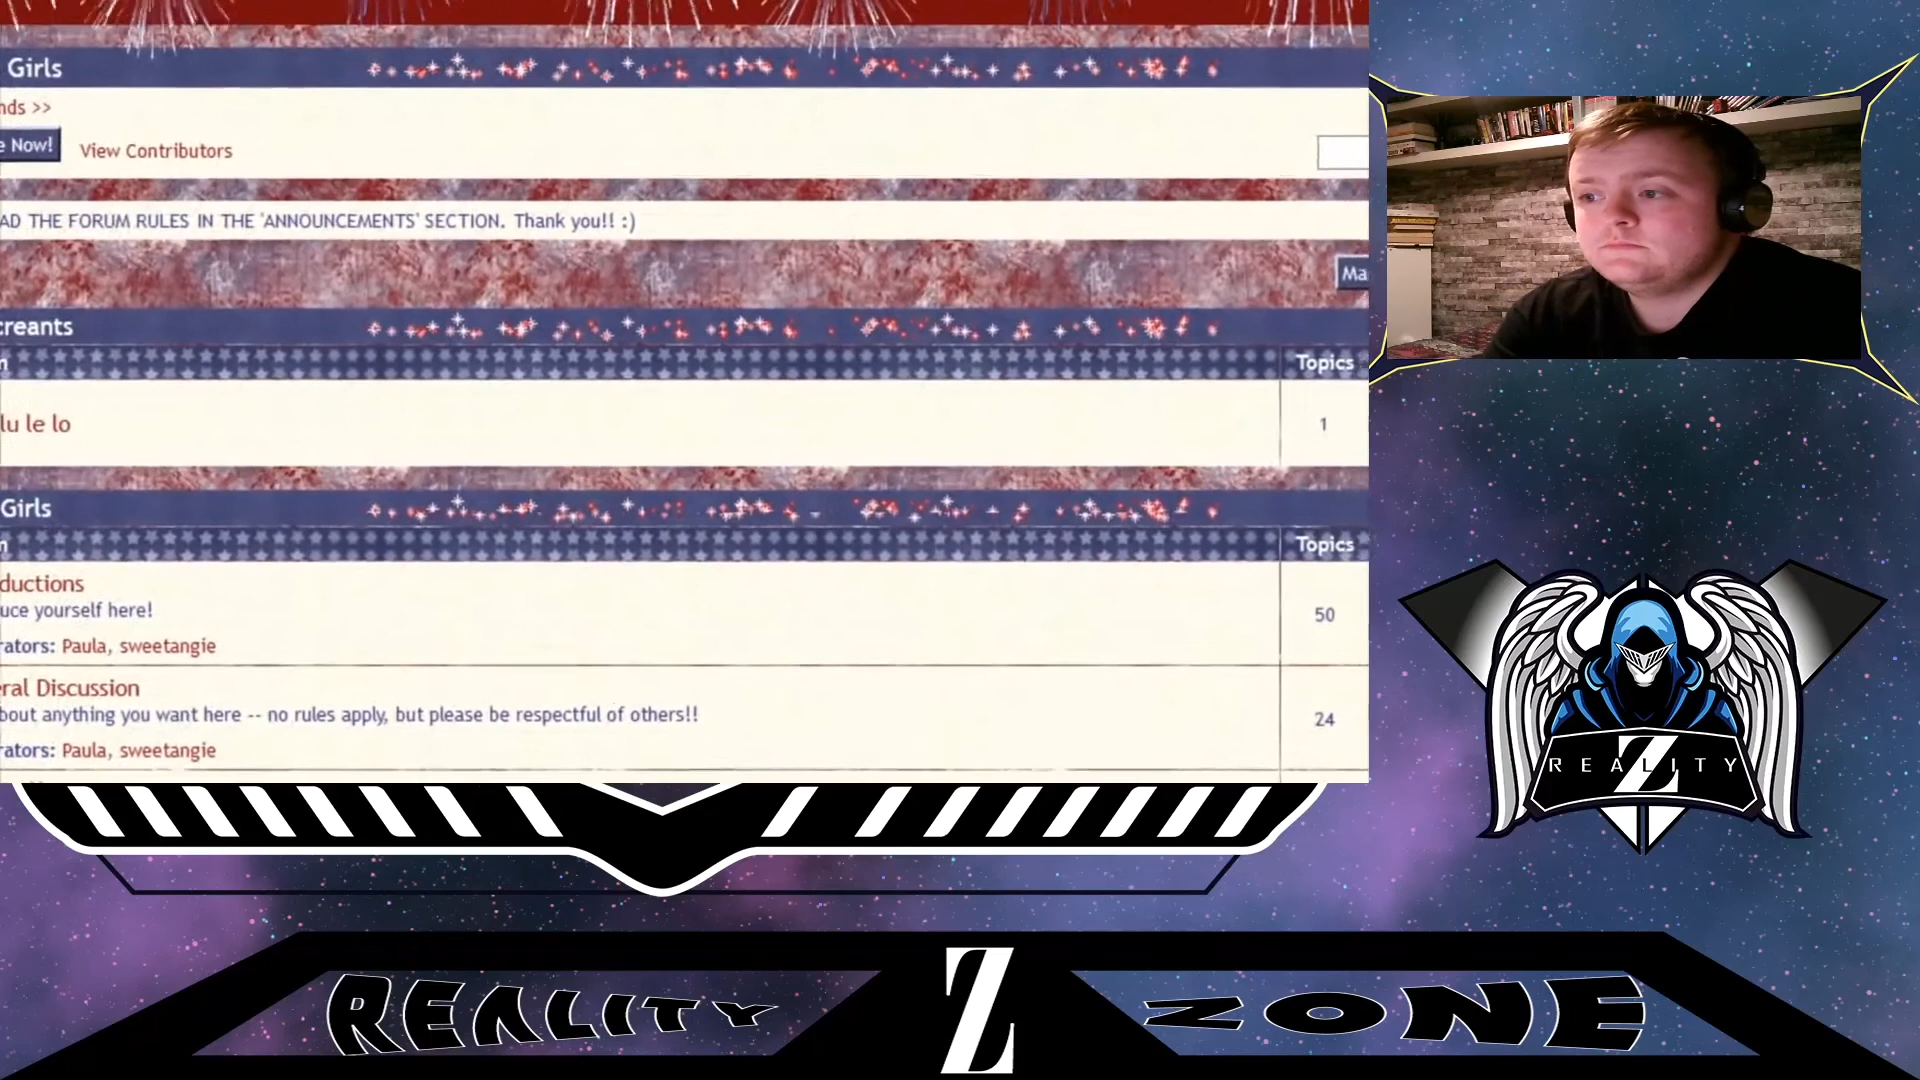 Girls
nds >>
e Now!
View Contributors
AD THE FORUM RULES IN THE 'ANNOUNCEMENTS' SECTION. Thank you!! :)
Ma
creants
Topics
lu le lo
1
Girls
Topics
ductions
uce yourself here!
50
rators: Paula, sweetangie
eral Discussion
bout anything you want here -- no rules apply, but please be respectful of others!!
24
rators: Paula, sweetangie
REALITY
Z
REALITY
Z
ZONE